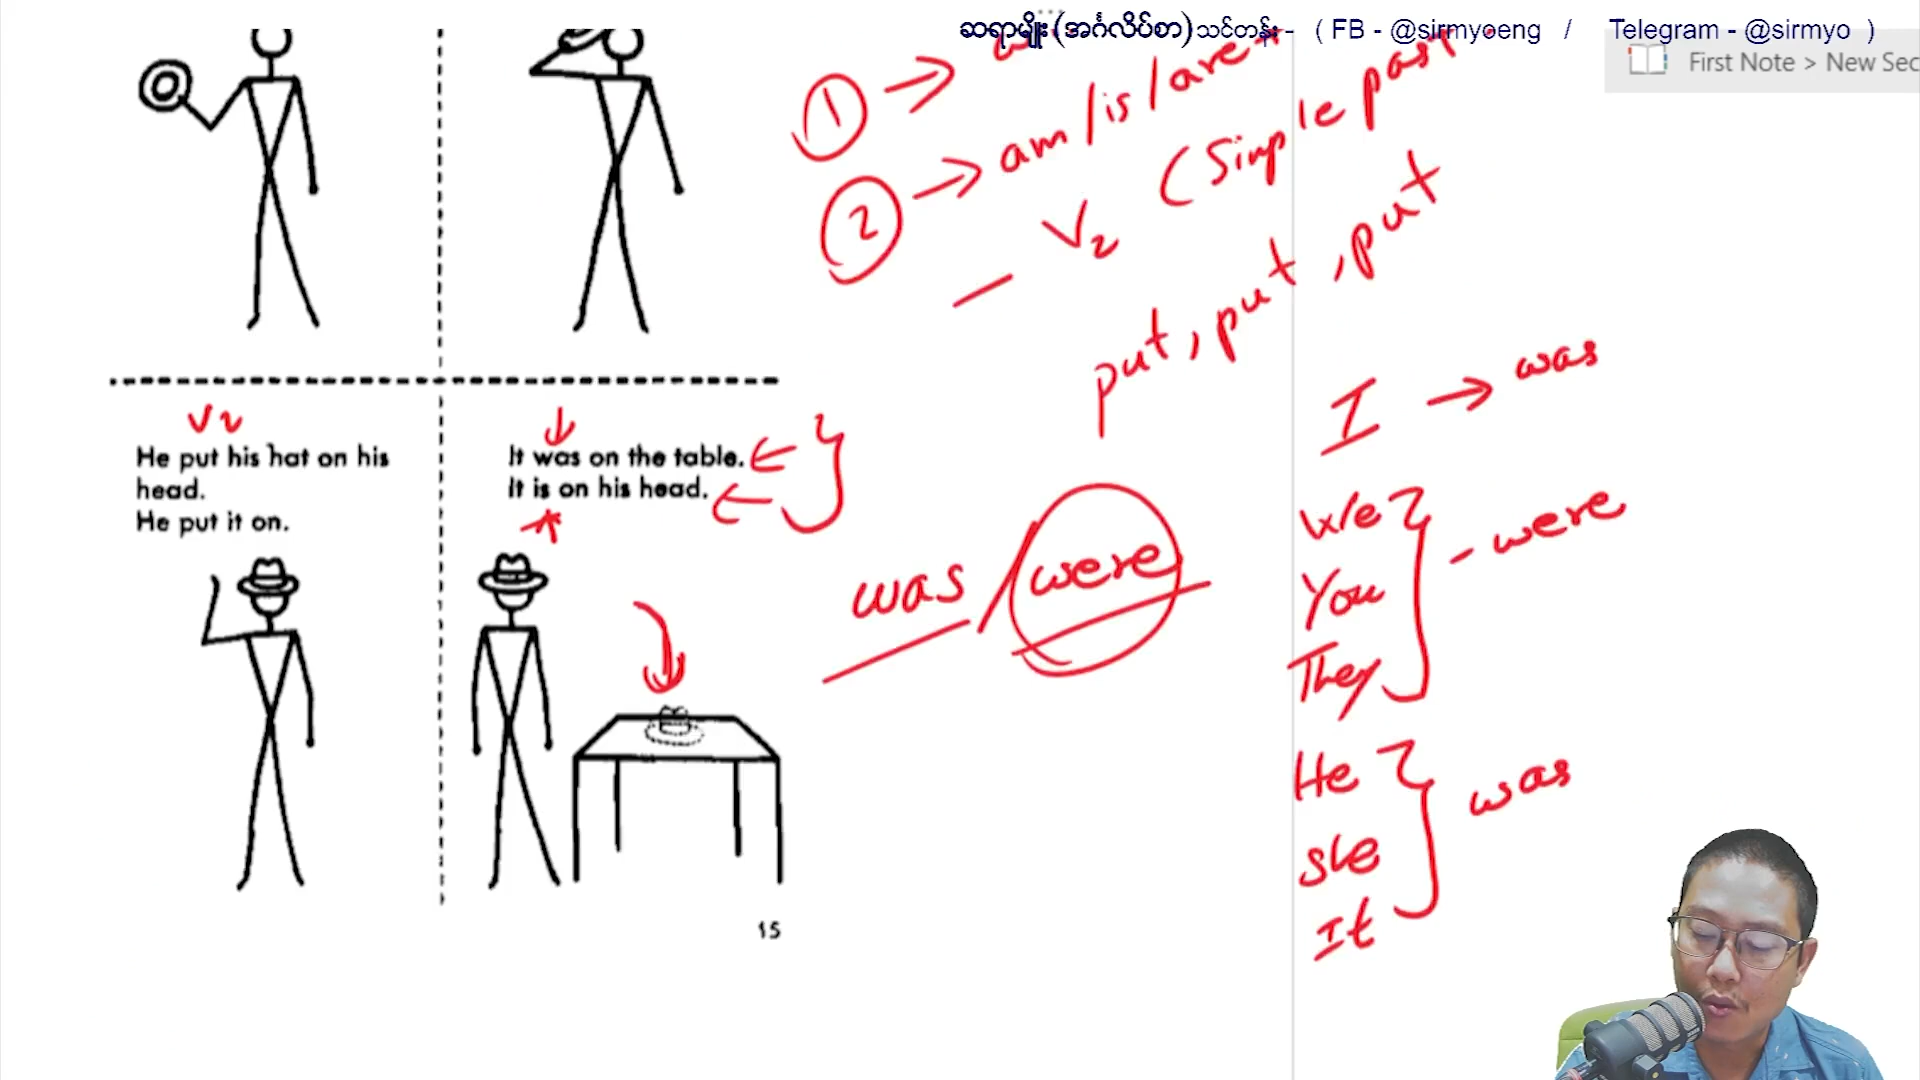 ဆရာမျိုး(အင်္ဂလိပ်စာ)သင်တန်း - ( FB - @sirmyoeng / Telegram - @sirmyo )
First Note > New Sec
1 →
2 → am/is/are+
— V2 (Simple past
put, put, put
V2
He put his hat on his
head.
He put it on.
It was on the table.
It is on his head.
was / were
I → was
We
You
They
- were
He
She
It
was
15